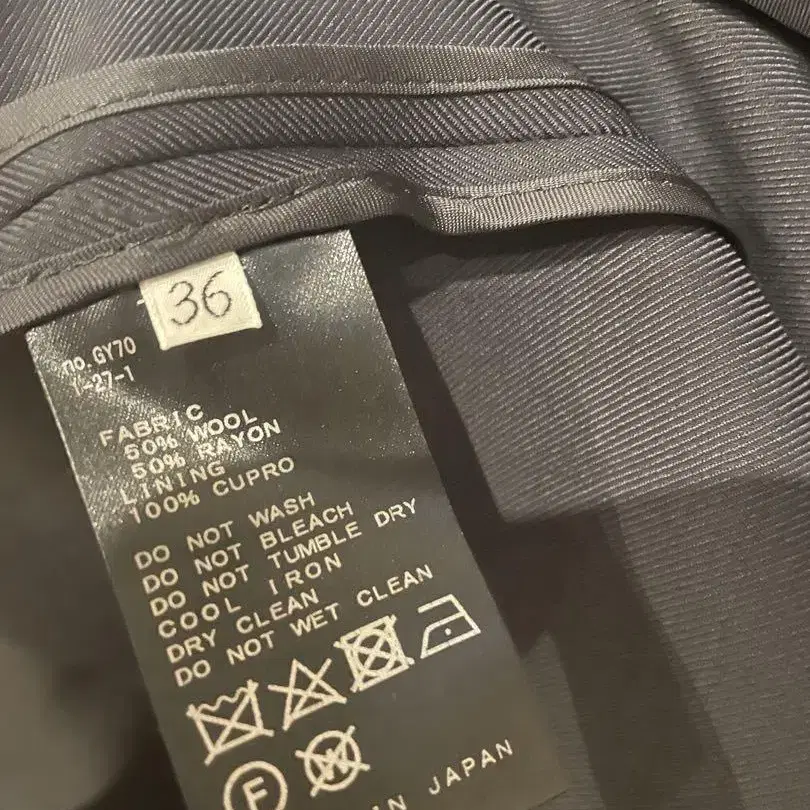 36
no.GY70
1-27-1
FABRIC
50% WOOL
50% RAYON
LINING
100% CUPRO
DO NOT WASH
DO NOT BLEACH
DO NOT TUMBLE DRY
COOL IRON
DRY CLEAN
DO NOT WET CLEAN
F W
IN JAPAN